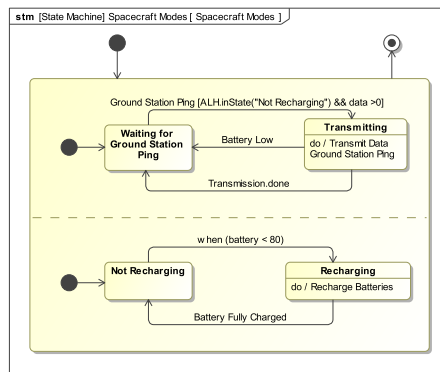 stm [State Machine] Spacecraft Modes [ Spacecraft Modes ]
Ground Station Ping [ALH.inState("Not Recharging") && data >0]
Waiting for
Ground Station
Ping
Transmitting
do / Transmit Data
Ground Station Ping
Battery Low
Transmission.done
when (battery < 80)
Not Recharging
Recharging
do / Recharge Batteries
Battery Fully Charged